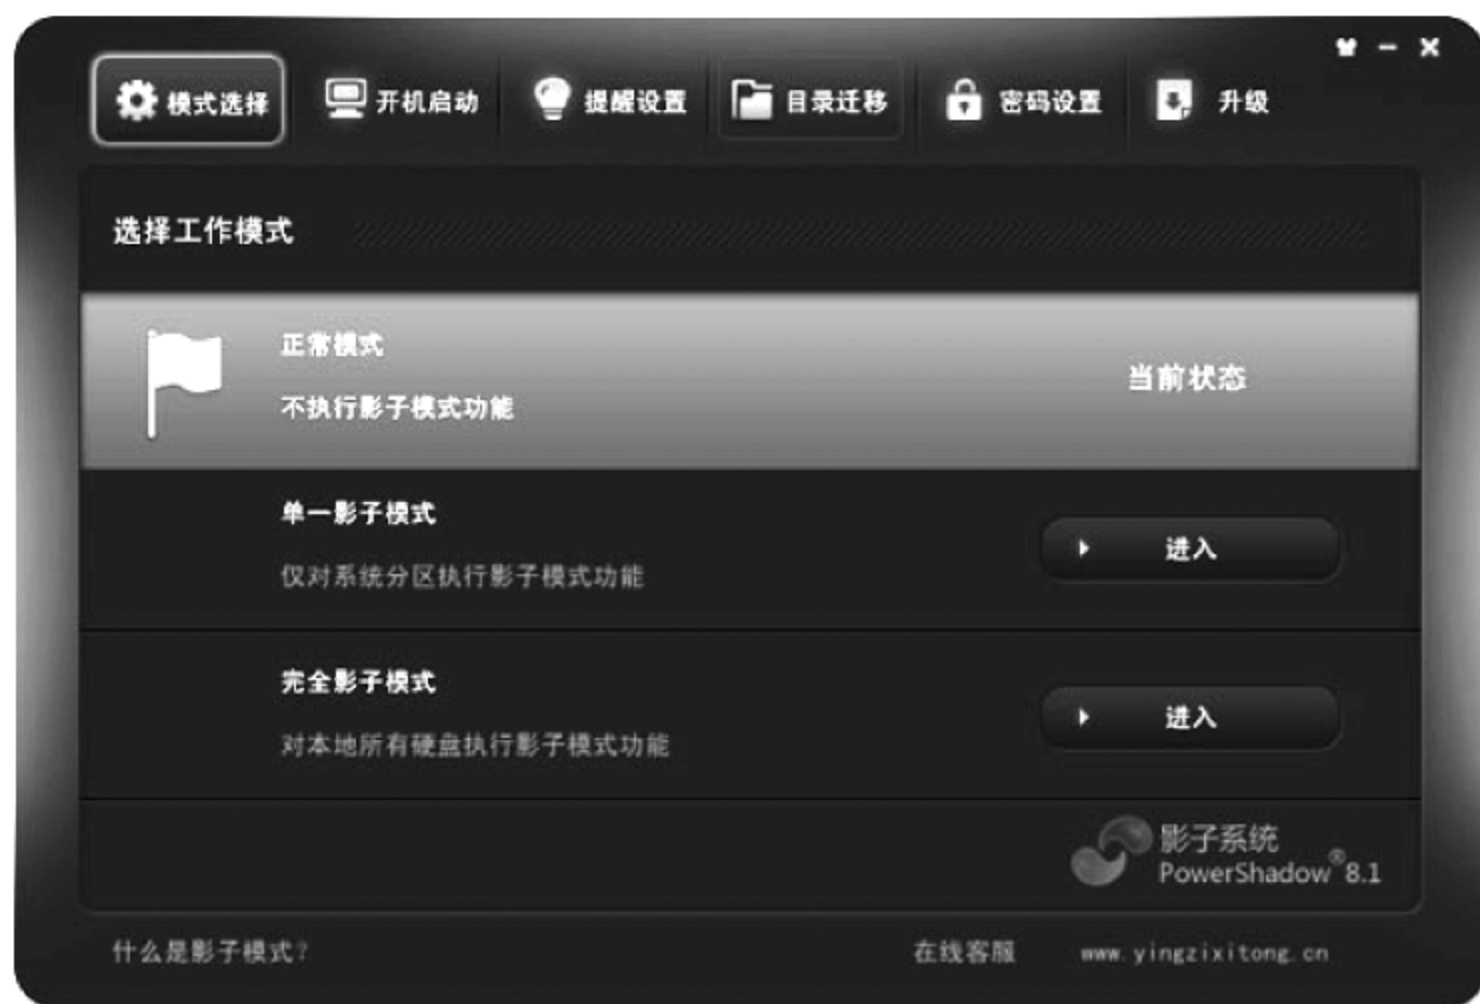 模式选择 开机启动 提醒设置 目录迁移 密码设置 升级
选择工作模式
正常模式
当前状态
不执行影子模式功能
单一影子模式
进入
仅对系统分区执行影子模式功能
完全影子模式
进入
对本地所有硬盘执行影子模式功能
影子系统
PowerShadow® 8.1
什么是影子模式? 在线客服 www.yingzixitong.cn